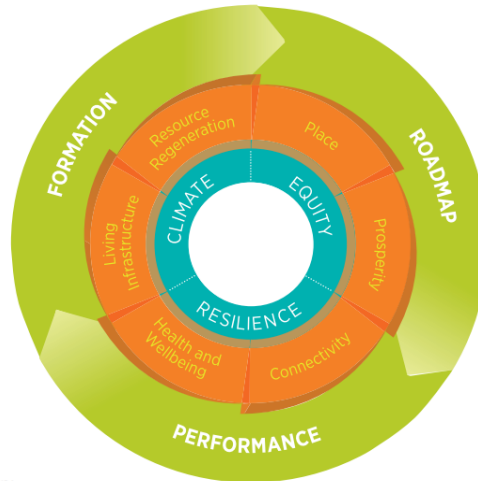 FORMATION
ROADMAP
PERFORMANCE
Resource
Regeneration
Place
Prosperity
Connectivity
Health and
Wellbeing
Living
Infrastructure
CLIMATE
EQUITY
RESILIENCE